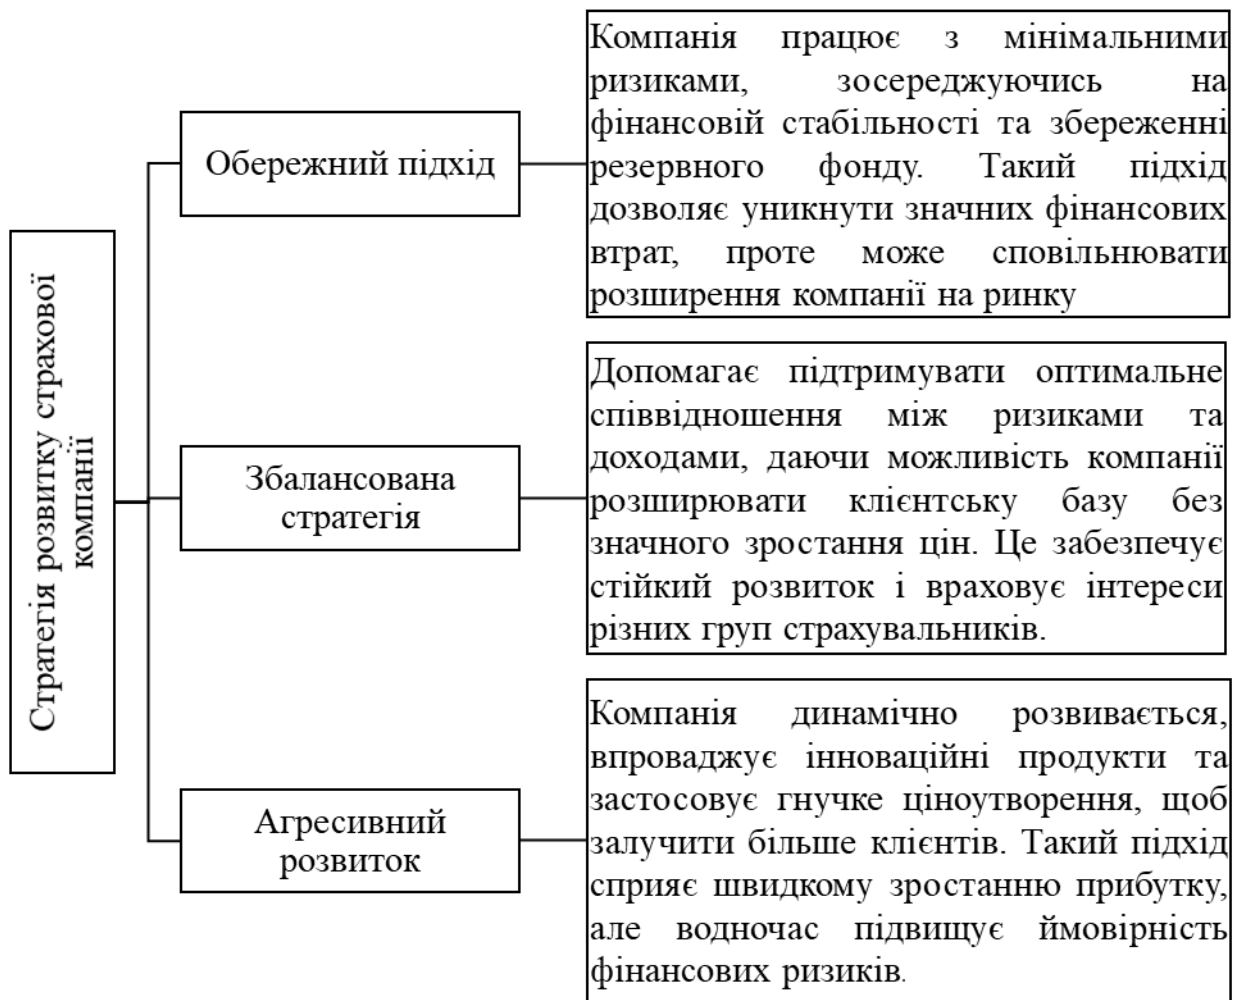 Стратегія розвитку страхової
компанії
Обережний підхід
Компанія працює з мінімальними
ризиками, зосереджуючись на
фінансовій стабільності та збереженні
резервного фонду. Такий підхід
дозволяє уникнути значних фінансових
втрат, проте може сповільнювати
розширення компанії на ринку
Збалансована
стратегія
Допомагає підтримувати оптимальне
співвідношення між ризиками та
доходами, даючи можливість компанії
розширювати клієнтську базу без
значного зростання цін. Це забезпечує
стійкий розвиток і враховує інтереси
різних груп страхувальників.
Агресивний
розвиток
Компанія динамічно розвивається,
впроваджує інноваційні продукти та
застосовує гнучке ціноутворення, щоб
залучити більше клієнтів. Такий підхід
сприяє швидкому зростанню прибутку,
але водночас підвищує ймовірність
фінансових ризиків.